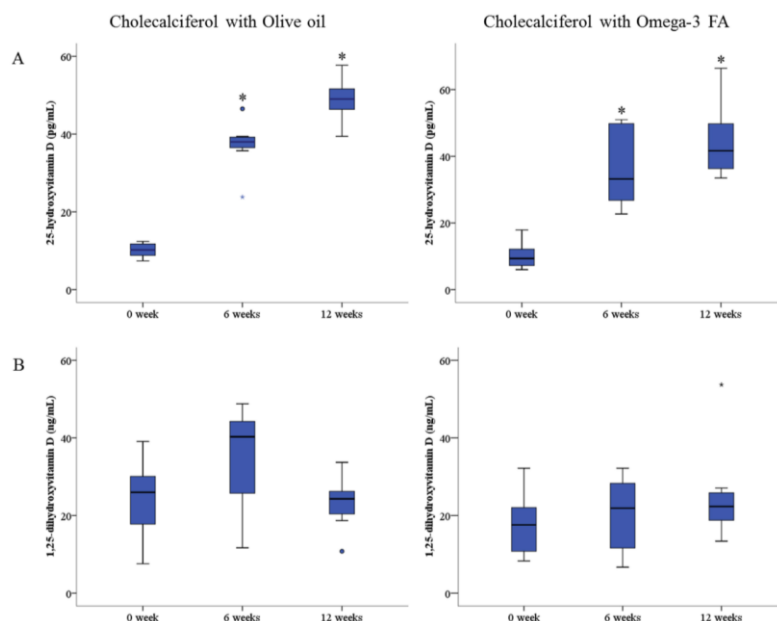 Cholecalciferol with Olive oil
Cholecalciferol with Omega-3 FA
A
25-hydroxyvitamin D (pg/mL)
60
40
20
0
*
*
0 week
6 weeks
12 weeks
25-hydroxyvitamin D (pg/mL)
60
40
20
0
*
*
0 week
6 weeks
12 weeks
B
1,25-dihydroxyvitamin D (ng/mL)
60
40
20
0
0 week
6 weeks
12 weeks
1,25-dihydroxyvitamin D (ng/mL)
60
40
20
0
*
0 week
6 weeks
12 weeks